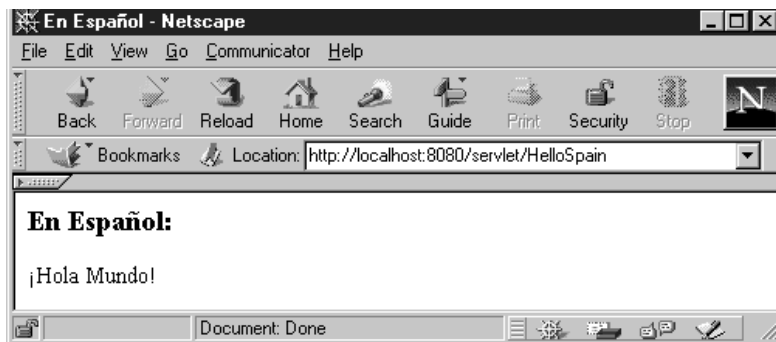 En Español - Netscape
File Edit View Go Communicator Help
Back Forward Reload Home Search Guide Print Security Stop
N
Bookmarks Location: http://localhost:8080/servlet/HelloSpain
En Español:
¡Hola Mundo!
Document: Done